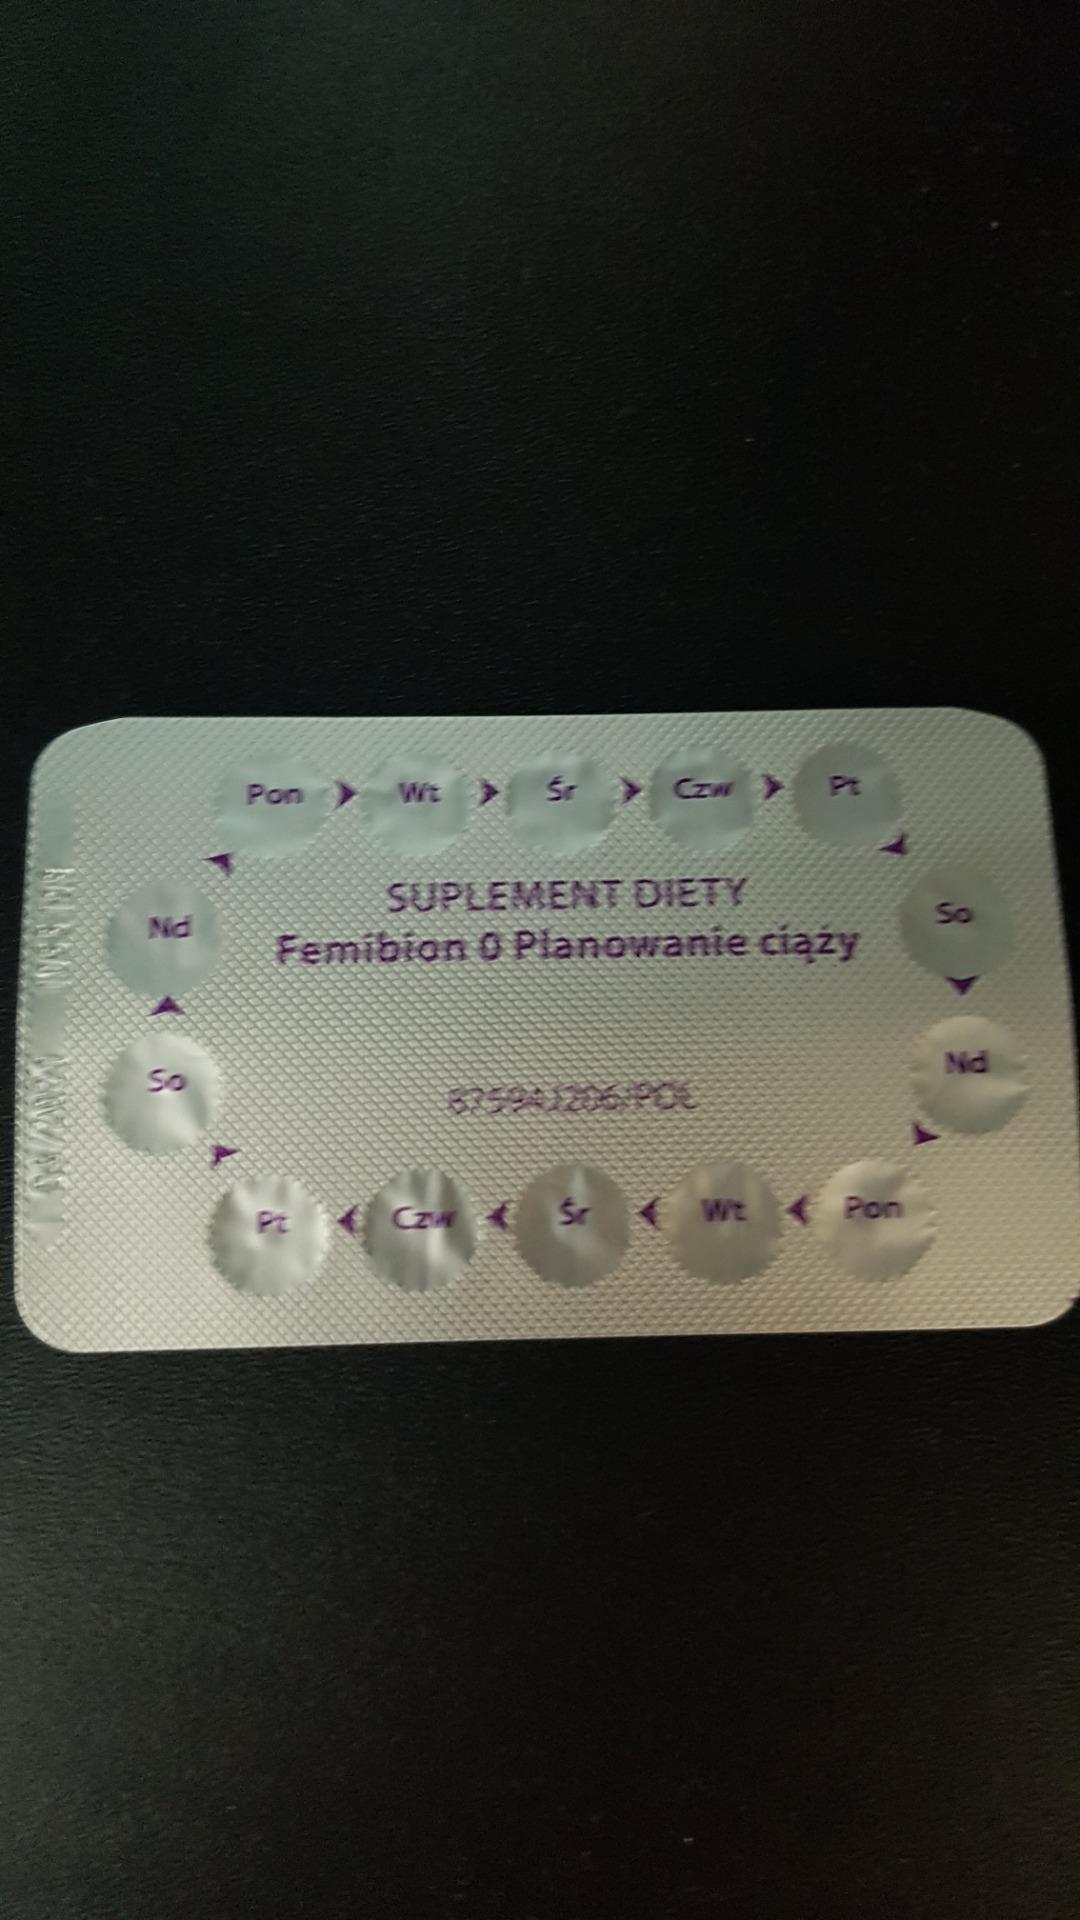 Pon Wt Śr Czw Pt
Nd So
SUPLEMENT DIETY
Femibion 0 Planowanie ciąży
So Nd
Pt Czw Śr Wt Pon